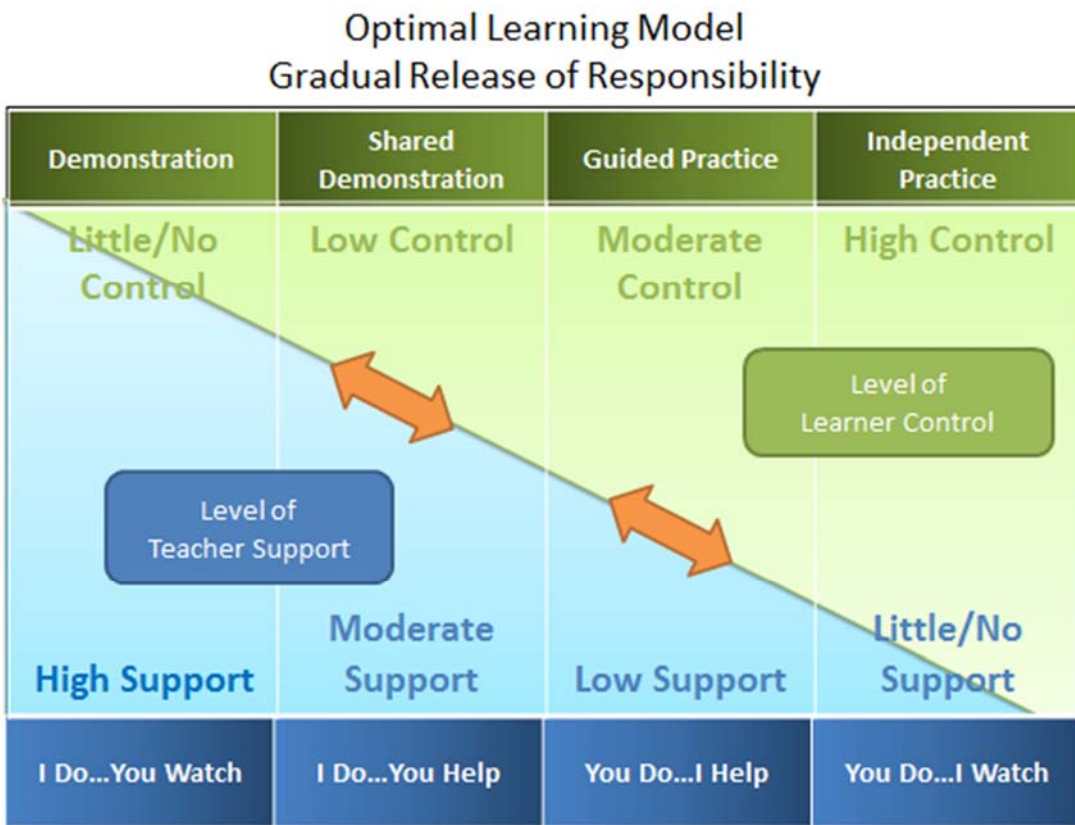 Optimal Learning Model
Gradual Release of Responsibility
Demonstration
Shared
Demonstration
Guided Practice
Independent
Practice
Little/No
Control
Low Control
Moderate
Control
High Control
Level of
Learner Control
Level of
Teacher Support
High Support
Moderate
Support
Low Support
Little/No
Support
I Do...You Watch
I Do...You Help
You Do...I Help
You Do...I Watch